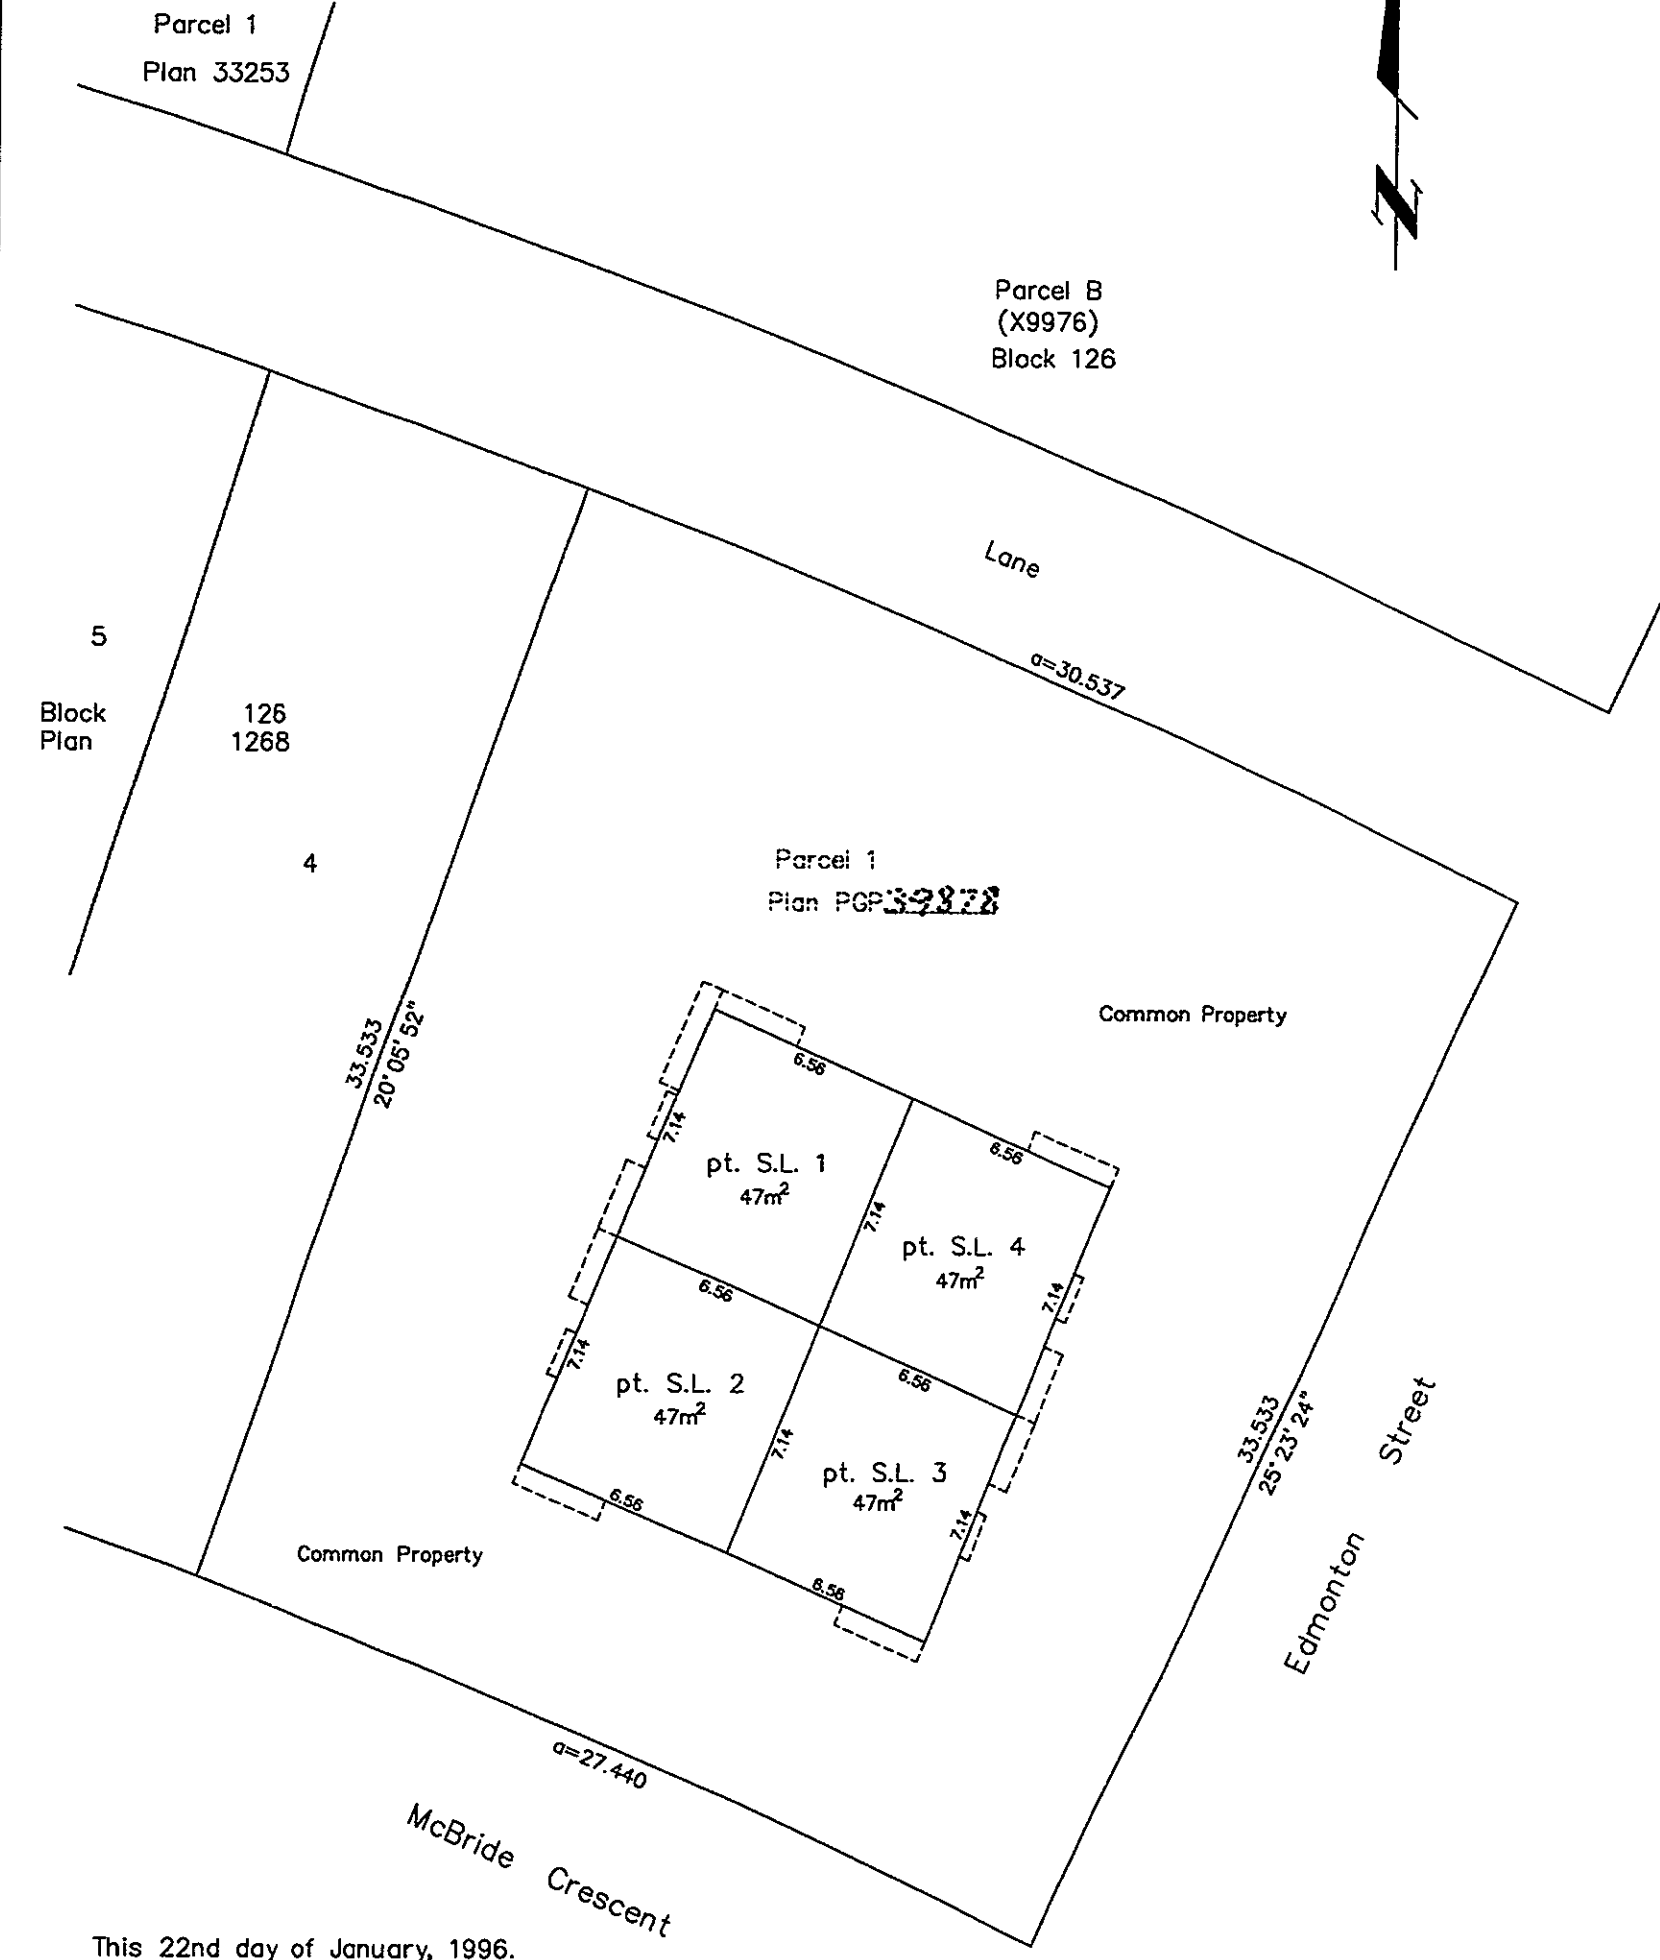 Parcel 1
Plan 33253
N
Parcel B
(X9976)
Block 126
Lane
a=30.537
5
Block 126
Plan 1268
4
Parcel 1
Plan PGP39878
Common Property
33.533
20°05'52"
6.56
7.14
6.56
pt. S.L. 1
47m²
7.14
pt. S.L. 4
47m²
6.56
7.14
7.14
6.56
pt. S.L. 2
47m²
7.14
33.533
25°23'24"
Edmonton Street
pt. S.L. 3
47m²
6.56
7.14
Common Property
6.56
a=27.440
McBride Crescent
This 22nd day of January, 1996.